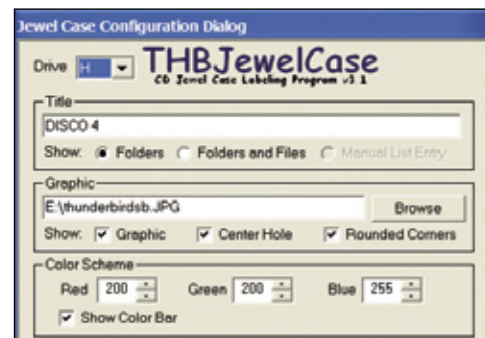 Jewel Case Configuration Dialog
Drive H THBJewelCase
CD Jewel Case Labeling Program v3.1
Title
DISCO 4
Show: Folders Folders and Files Manual List Entry
Graphic
E:\thunderbirdsb.JPG Browse
Show: Graphic Center Hole Rounded Corners
Color Scheme
Red 200 Green 200 Blue 255
Show Color Bar